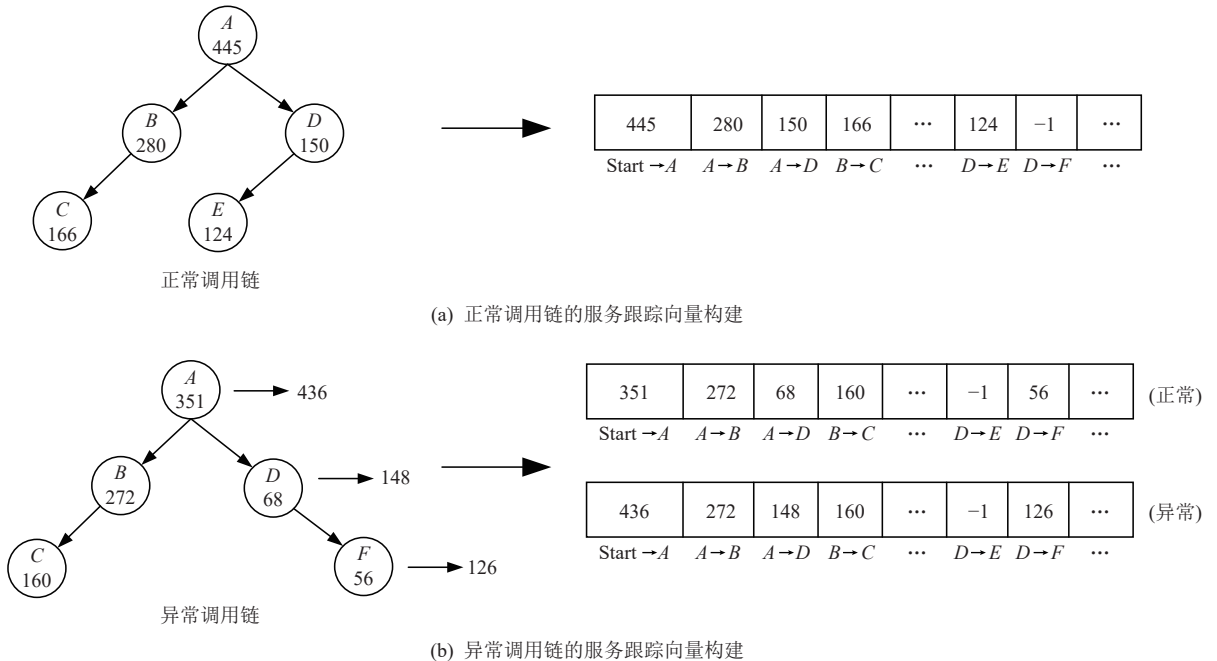 A
445
B
280
D
150
C
166
E
124
正常调用链
445 280 150 166 … 124 −1 …
Start→A A→B A→D B→C … D→E D→F …
(a) 正常调用链的服务跟踪向量构建
A
351
436
B
272
D
68
148
C
160
F
56
126
异常调用链
351 272 68 160 … −1 56 … (正常)
Start→A A→B A→D B→C … D→E D→F …
436 272 148 160 … −1 126 … (异常)
Start→A A→B A→D B→C … D→E D→F …
(b) 异常调用链的服务跟踪向量构建